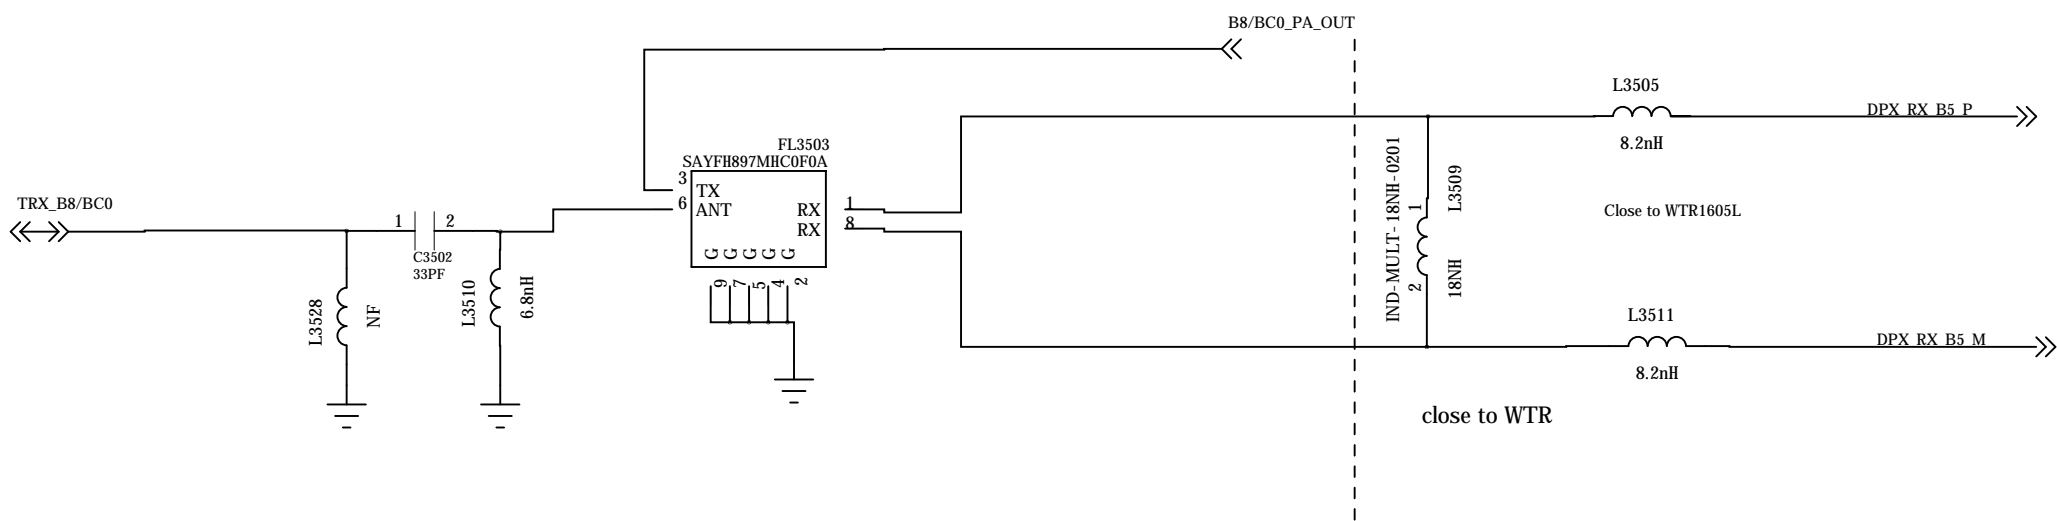 B8/BC0_PA_OUT
L3505
DPX_RX_B5_P
8.2nH
FL3503
SAYFH897MHC0F0A
3
TX
6
ANT
RX
1
RX
8
G G G G G
9
7
5
4
2
TRX_B8/BC0
1
2
C3502
33PF
L3528
NF
L3510
6.8nH
IND-MULT-18NH-0201
1
2
L3509
18NH
Close to WTR1605L
L3511
DPX_RX_B5_M
8.2nH
close to WTR